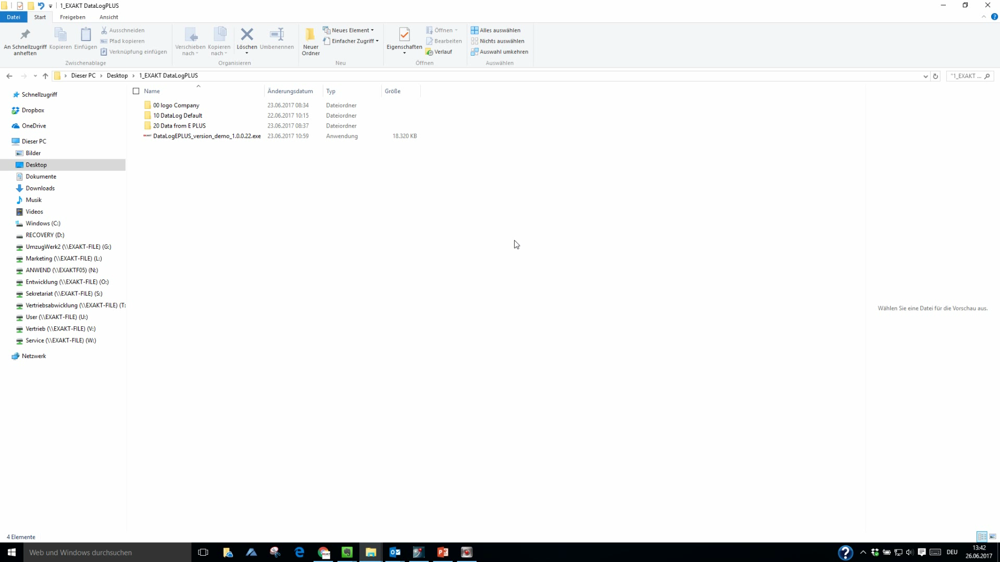 1_EXAKT DataLogPLUS
Datei Start Freigeben Ansicht
An Schnellzugriff anheften
Kopieren
Einfügen
Ausschneiden
Pfad kopieren
Verknüpfung einfügen
Zwischenablage
Verschieben nach
Kopieren nach
Löschen
Umbenennen
Organisieren
Neuer Ordner
Neues Element
Einfacher Zugriff
Neu
Eigenschaften
Öffnen
Bearbeiten
Verlauf
Öffnen
Alles auswählen
Nichts auswählen
Auswahl umkehren
Auswählen
Dieser PC > Desktop > 1_EXAKT DataLogPLUS
"1_EXAKT ...
Schnellzugriff
Dropbox
OneDrive
Dieser PC
Bilder
Desktop
Dokumente
Downloads
Musik
Videos
Windows (C:)
RECOVERY (D:)
UmzugWerk2 (\\EXAKT-FILE) (G:)
Marketing (\\EXAKT-FILE) (L:)
ANWEND (\\EXAKTF05) (N:)
Entwicklung (\\EXAKT-FILE) (O:)
Sekretariat (\\EXAKT-FILE) (S:)
Vertriebsabwicklung (\\EXAKT-FILE) (T:
User (\\EXAKT-FILE) (U:)
Vertrieb (\\EXAKT-FILE) (V:)
Service (\\EXAKT-FILE) (W:)
Netzwerk
Name Änderungsdatum Typ Größe
00 logo Company 23.06.2017 08:34 Dateiordner
10 DataLog Default 22.06.2017 10:15 Dateiordner
20 Data from E PLUS 23.06.2017 08:37 Dateiordner
DataLogEPLUS_version_demo_1.0.0.22.exe 23.06.2017 10:59 Anwendung 18.320 KB
Wählen Sie eine Datei für die Vorschau aus.
4 Elemente
Web und Windows durchsuchen
DEU
13:42
26.06.2017